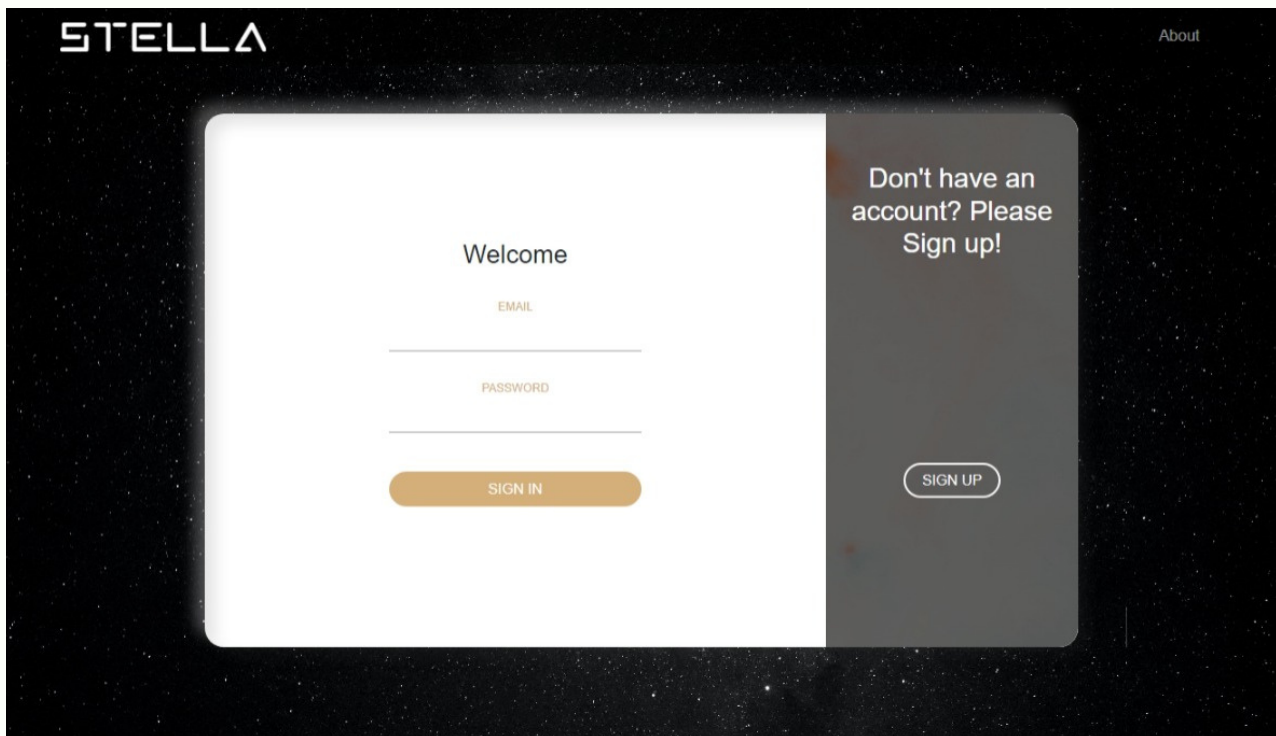 STELLA
About
Welcome
EMAIL
PASSWORD
SIGN IN
Don't have an
account? Please
Sign up!
SIGN UP